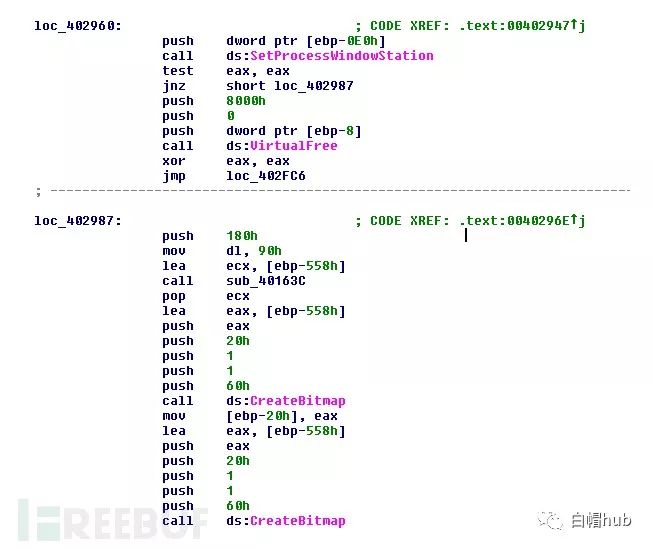 loc_402960: ; CODE XREF: .text:00402947↑j
push dword ptr [ebp-0E0h]
call ds:SetProcessWindowStation
test eax, eax
jnz short loc_402987
push 8000h
push 0
push dword ptr [ebp-8]
call ds:VirtualFree
xor eax, eax
jmp loc_402FC6
; ---------------------------------------------------------------------------
loc_402987: ; CODE XREF: .text:0040296E↑j
push 180h
mov dl, 90h
lea ecx, [ebp-558h]
call sub_40163C
pop ecx
lea eax, [ebp-558h]
push eax
push 20h
push 1
push 1
push 60h
call ds:CreateBitmap
mov [ebp-20h], eax
lea eax, [ebp-558h]
push eax
push 20h
push 1
push 1
push 60h
call ds:CreateBitmap
FREEBUF
白帽hub